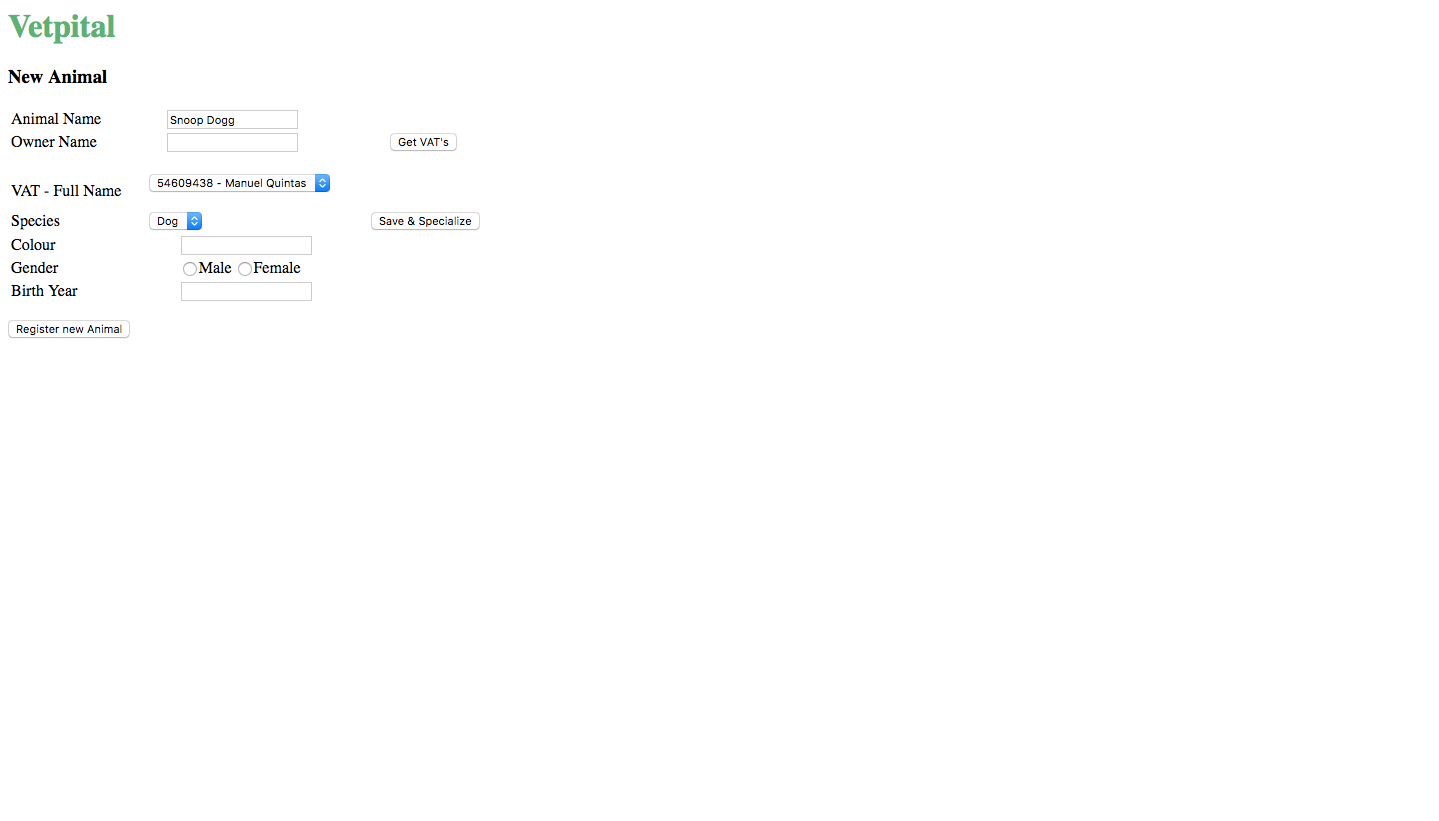 Vetpital
New Animal
Animal Name Snoop Dogg
Owner Name Get VAT's
VAT - Full Name 54609438 - Manuel Quintas
Species Dog Save & Specialize
Colour
Gender Male Female
Birth Year
Register new Animal